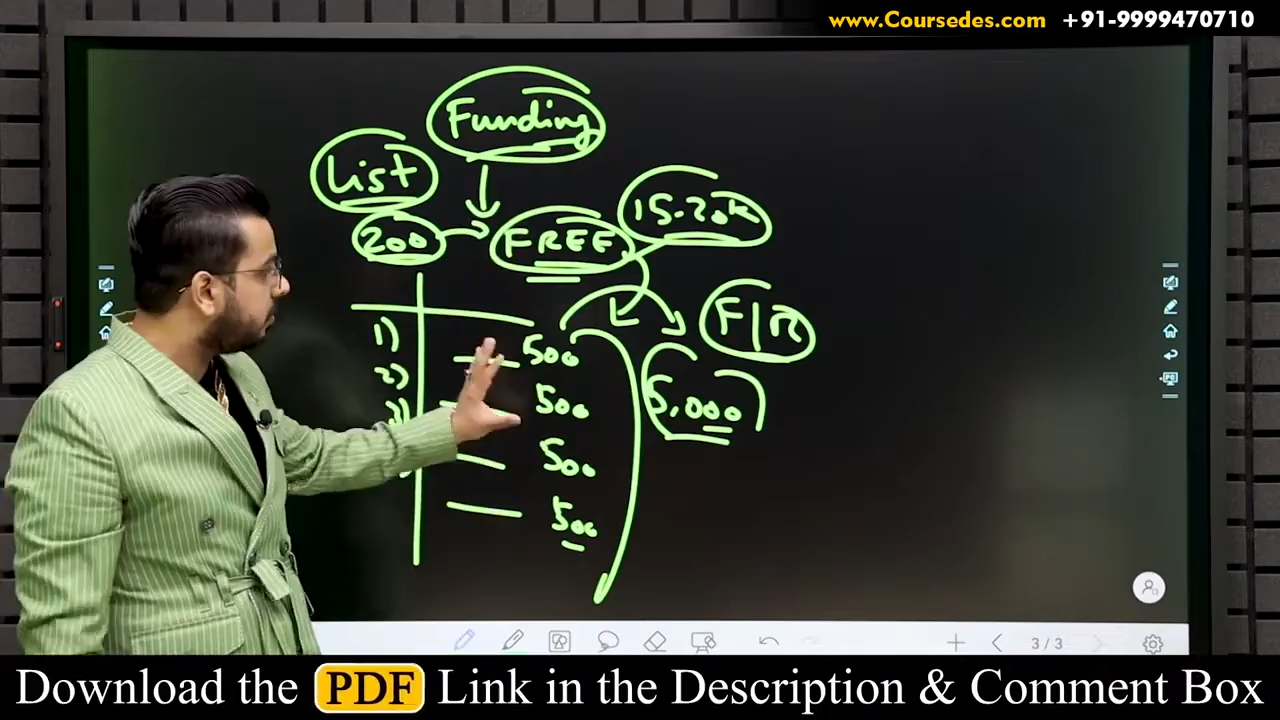 www.Coursedes.com +91-9999470710
Funding
List
200
FREE
15-20k
F/R
1) 500
2) 500
3) 500
500
5,000
3/3
Download the PDF Link in the Description & Comment Box